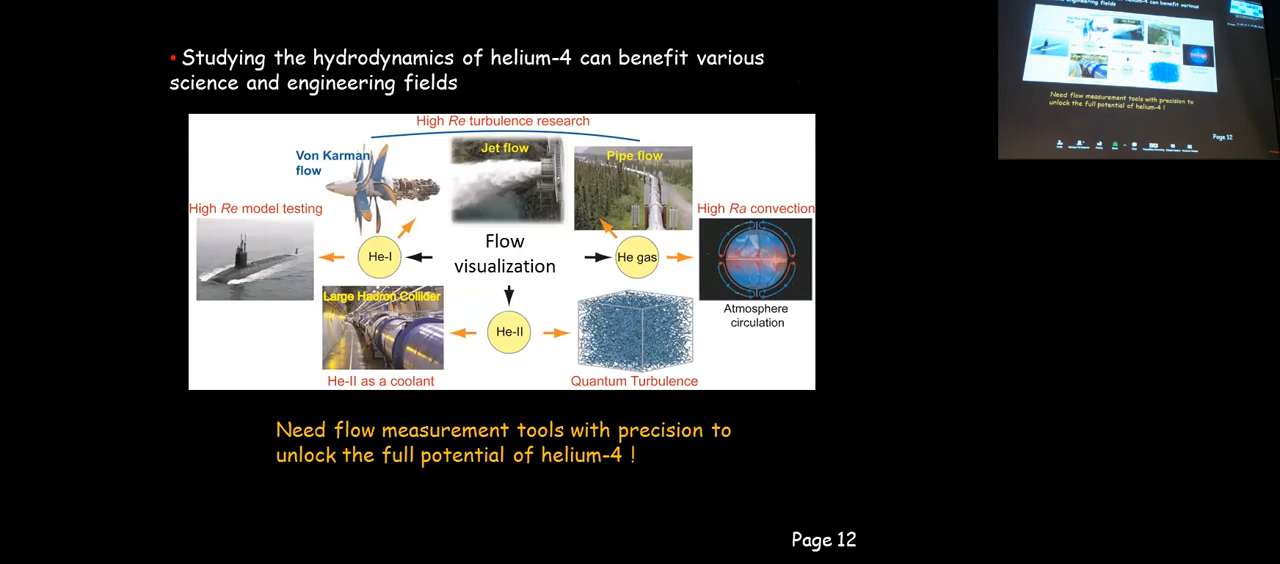 • Studying the hydrodynamics of helium-4 can benefit various
science and engineering fields
High Re turbulence research
Von Karman
flow
Jet flow
Pipe flow
High Re model testing
High Ra convection
He-I
Flow
visualization
He gas
Large Hadron Collider
He-II
Atmosphere
circulation
He-II as a coolant
Quantum Turbulence
Need flow measurement tools with precision to
unlock the full potential of helium-4 !
Page 12
can benefit various
fields
Need flow measurement tools with precision to
unlock the full potential of helium-4 !
Page 12